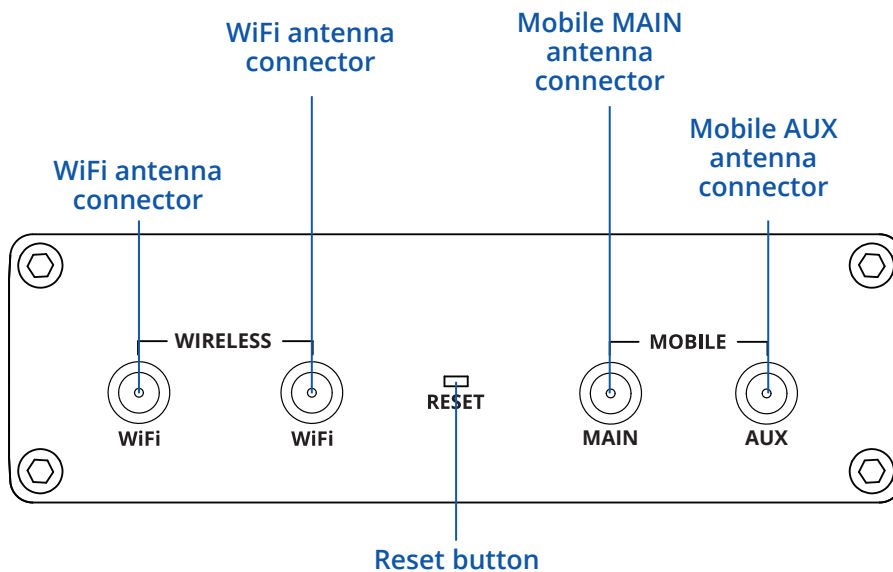 WiFi antenna
connector
Mobile MAIN
antenna
connector
Mobile AUX
antenna
connector
WiFi antenna
connector
WIRELESS
MOBILE
RESET
WiFi
WiFi
MAIN
AUX
Reset button